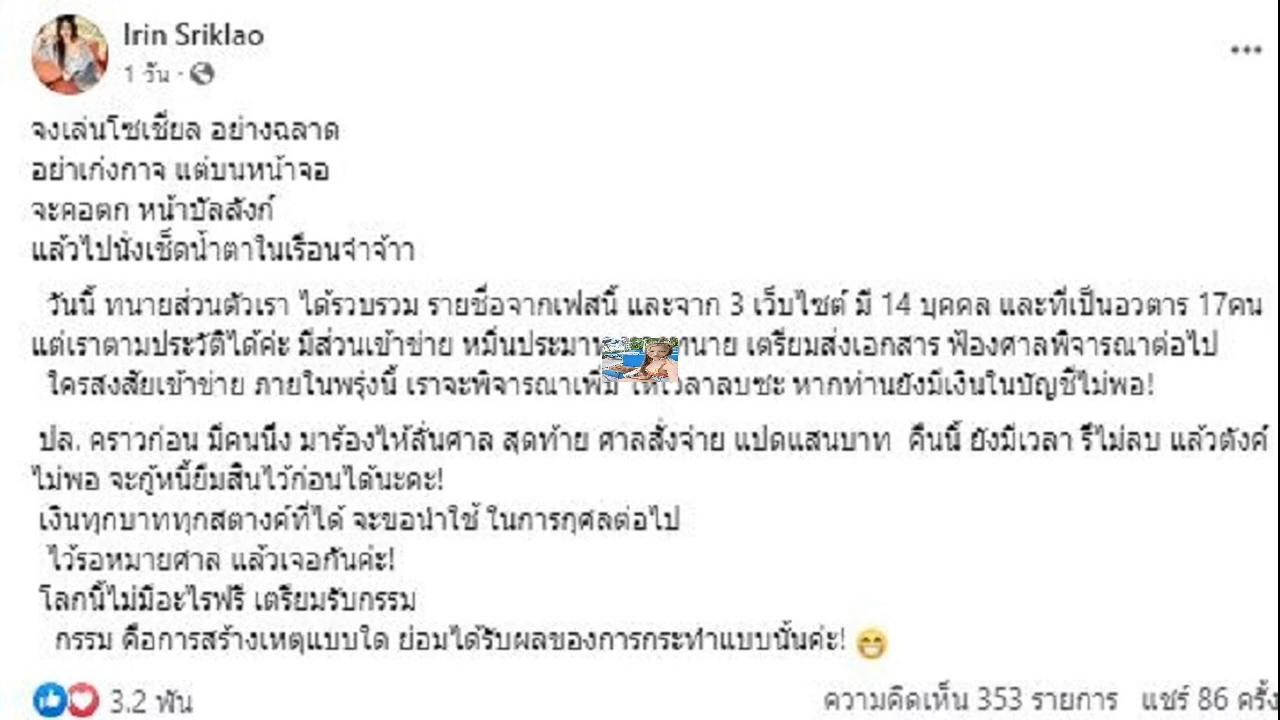 Irin Sriklao
1 วัน ·
จงเล่นโซเชี่ยล อย่างฉลาด
อย่าเก่งกาจ แต่บนหน้าจอ
จะคอตก หน้าบัลลังก์
แล้วไปนั่งเช็ดน้ำตาในเรือนจำจ้าา
วันนี้ ทนายส่วนตัวเรา ได้รวบรวม รายชื่อจากเฟสนี้ และจาก 3 เว็บไซต์ มี 14 บุคคล และที่เป็นอวตาร 17คน
แต่เราตามประวัติได้ค่ะ มีส่วนเข้าข่าย หมิ่นประมาท ทนาย เตรียมส่งเอกสาร ฟ้องศาลพิจารณาต่อไป
ใครสงสัยเข้าข่าย ภายในพรุ่งนี้ เราจะพิจารณาเพิ่ม ให้เวลาลบซะ หากท่านยังมีเงินในบัญชีไม่พอ!
ปล. คราวก่อน มีคนนึง มาร้องไห้ลั่นศาล สุดท้าย ศาลสั่งจ่าย แปดแสนบาท คืนนี้ ยังมีเวลา รีไม่ลบ แล้วตังค์
ไม่พอ จะกู้หนี้ยืมสินไว้ก่อนได้นะคะ!
เงินทุกบาททุกสตางค์ที่ได้ จะขอนำใช้ ในการกุศลต่อไป
ไว้รอหมายศาล แล้วเจอกันค่ะ!
โลกนี้ไม่มีอะไรฟรี เตรียมรับกรรม
กรรม คือการสร้างเหตุแบบใด ย่อมได้รับผลของการกระทำแบบนั้นค่ะ! 😁
3.2 พัน
ความคิดเห็น 353 รายการ แชร์ 86 ครั้ง